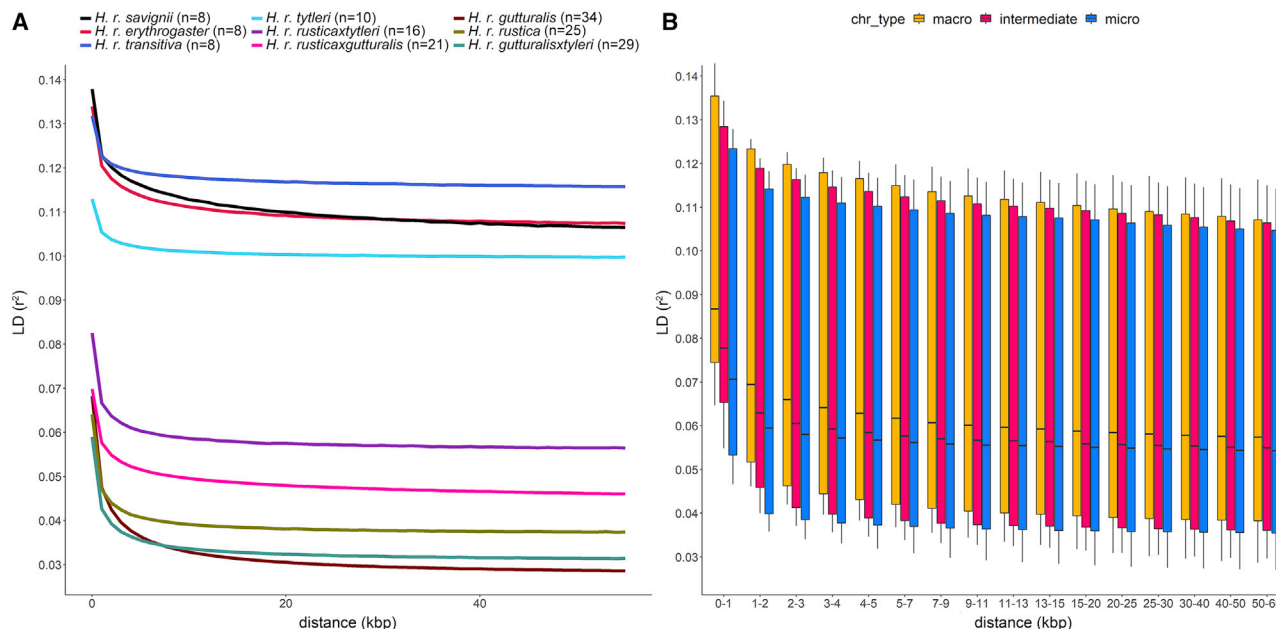 A
H. r. savignii (n=8) H. r. tytleri (n=10) H. r. gutturalis (n=34)
H. r. erythrogaster (n=8) H. r. rusticaxtytleri (n=16) H. r. rustica (n=25)
H. r. transitiva (n=8) H. r. rusticaxgutturalis (n=21) H. r. gutturalisxtyleri (n=29)
0.14
0.13
0.12
0.11
0.10
0.09
0.08
0.07
0.06
0.05
0.04
0.03
LD (r²)
0 20 40
distance (kbp)
B
chr_type macro intermediate micro
0.14
0.13
0.12
0.11
0.10
0.09
0.08
0.07
0.06
0.05
0.04
0.03
LD (r²)
0-1 1-2 2-3 3-4 4-5 5-7 7-9 9-11 11-13 13-15 15-20 20-25 25-30 30-40 40-50 50-6
distance (kbp)